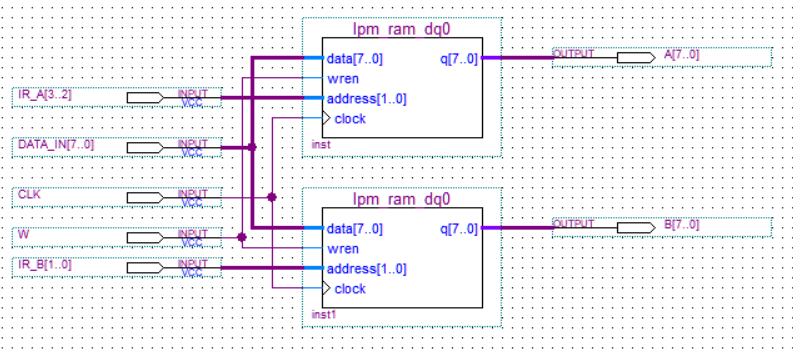 lpm_ram_dq0
data[7..0] q[7..0]
wren
address[1..0]
clock
inst
OUTPUT A[7..0]
IR_A[3..2] INPUT VCC
DATA_IN[7..0] INPUT VCC
CLK INPUT VCC
W INPUT VCC
IR_B[1..0] INPUT VCC
lpm_ram_dq0
data[7..0] q[7..0]
wren
address[1..0]
clock
inst1
OUTPUT B[7..0]